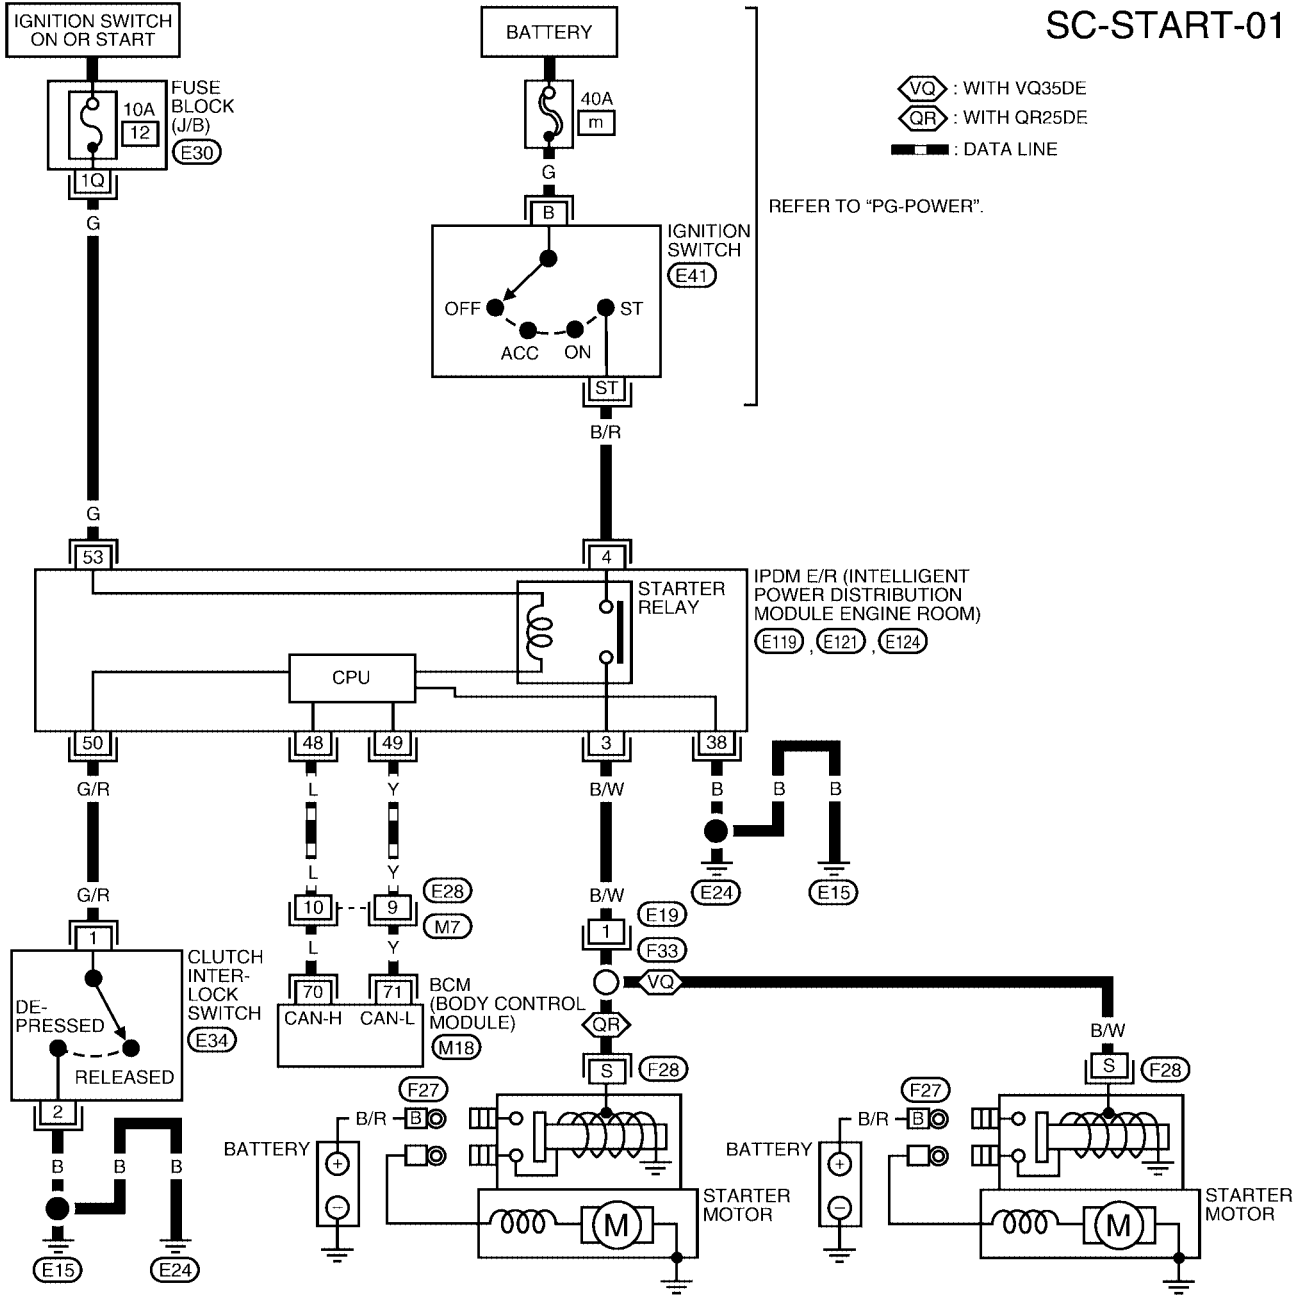 SC-START-01
IGNITION SWITCH
ON OR START
BATTERY
FUSE
BLOCK
(J/B)
E30
10A
12
1Q
G
40A
m
G
B
VQ : WITH VQ35DE
QR : WITH QR25DE
: DATA LINE
REFER TO “PG-POWER”.
IGNITION
SWITCH
E41
OFF
ST
ACC
ON
ST
B/R
G
53
4
STARTER
RELAY
IPDM E/R (INTELLIGENT
POWER DISTRIBUTION
MODULE ENGINE ROOM)
E119 , E121 , E124
CPU
50
48
49
3
38
G/R
L
Y
B/W
B
B
B
L
Y
G/R
B/W
E24
E15
10
9
E28
M7
E19
1
F33
1
L
Y
CLUTCH
INTER-
LOCK
SWITCH
E34
DE-
PRESSED
RELEASED
70
71
CAN-H
CAN-L
BCM
(BODY CONTROL
MODULE)
M18
VQ
QR
B/W
S
F28
S
F28
2
B
B
B
E15
E24
F27
B/R
B
BATTERY
+
−
M
STARTER
MOTOR
F27
B/R
B
BATTERY
+
−
M
STARTER
MOTOR